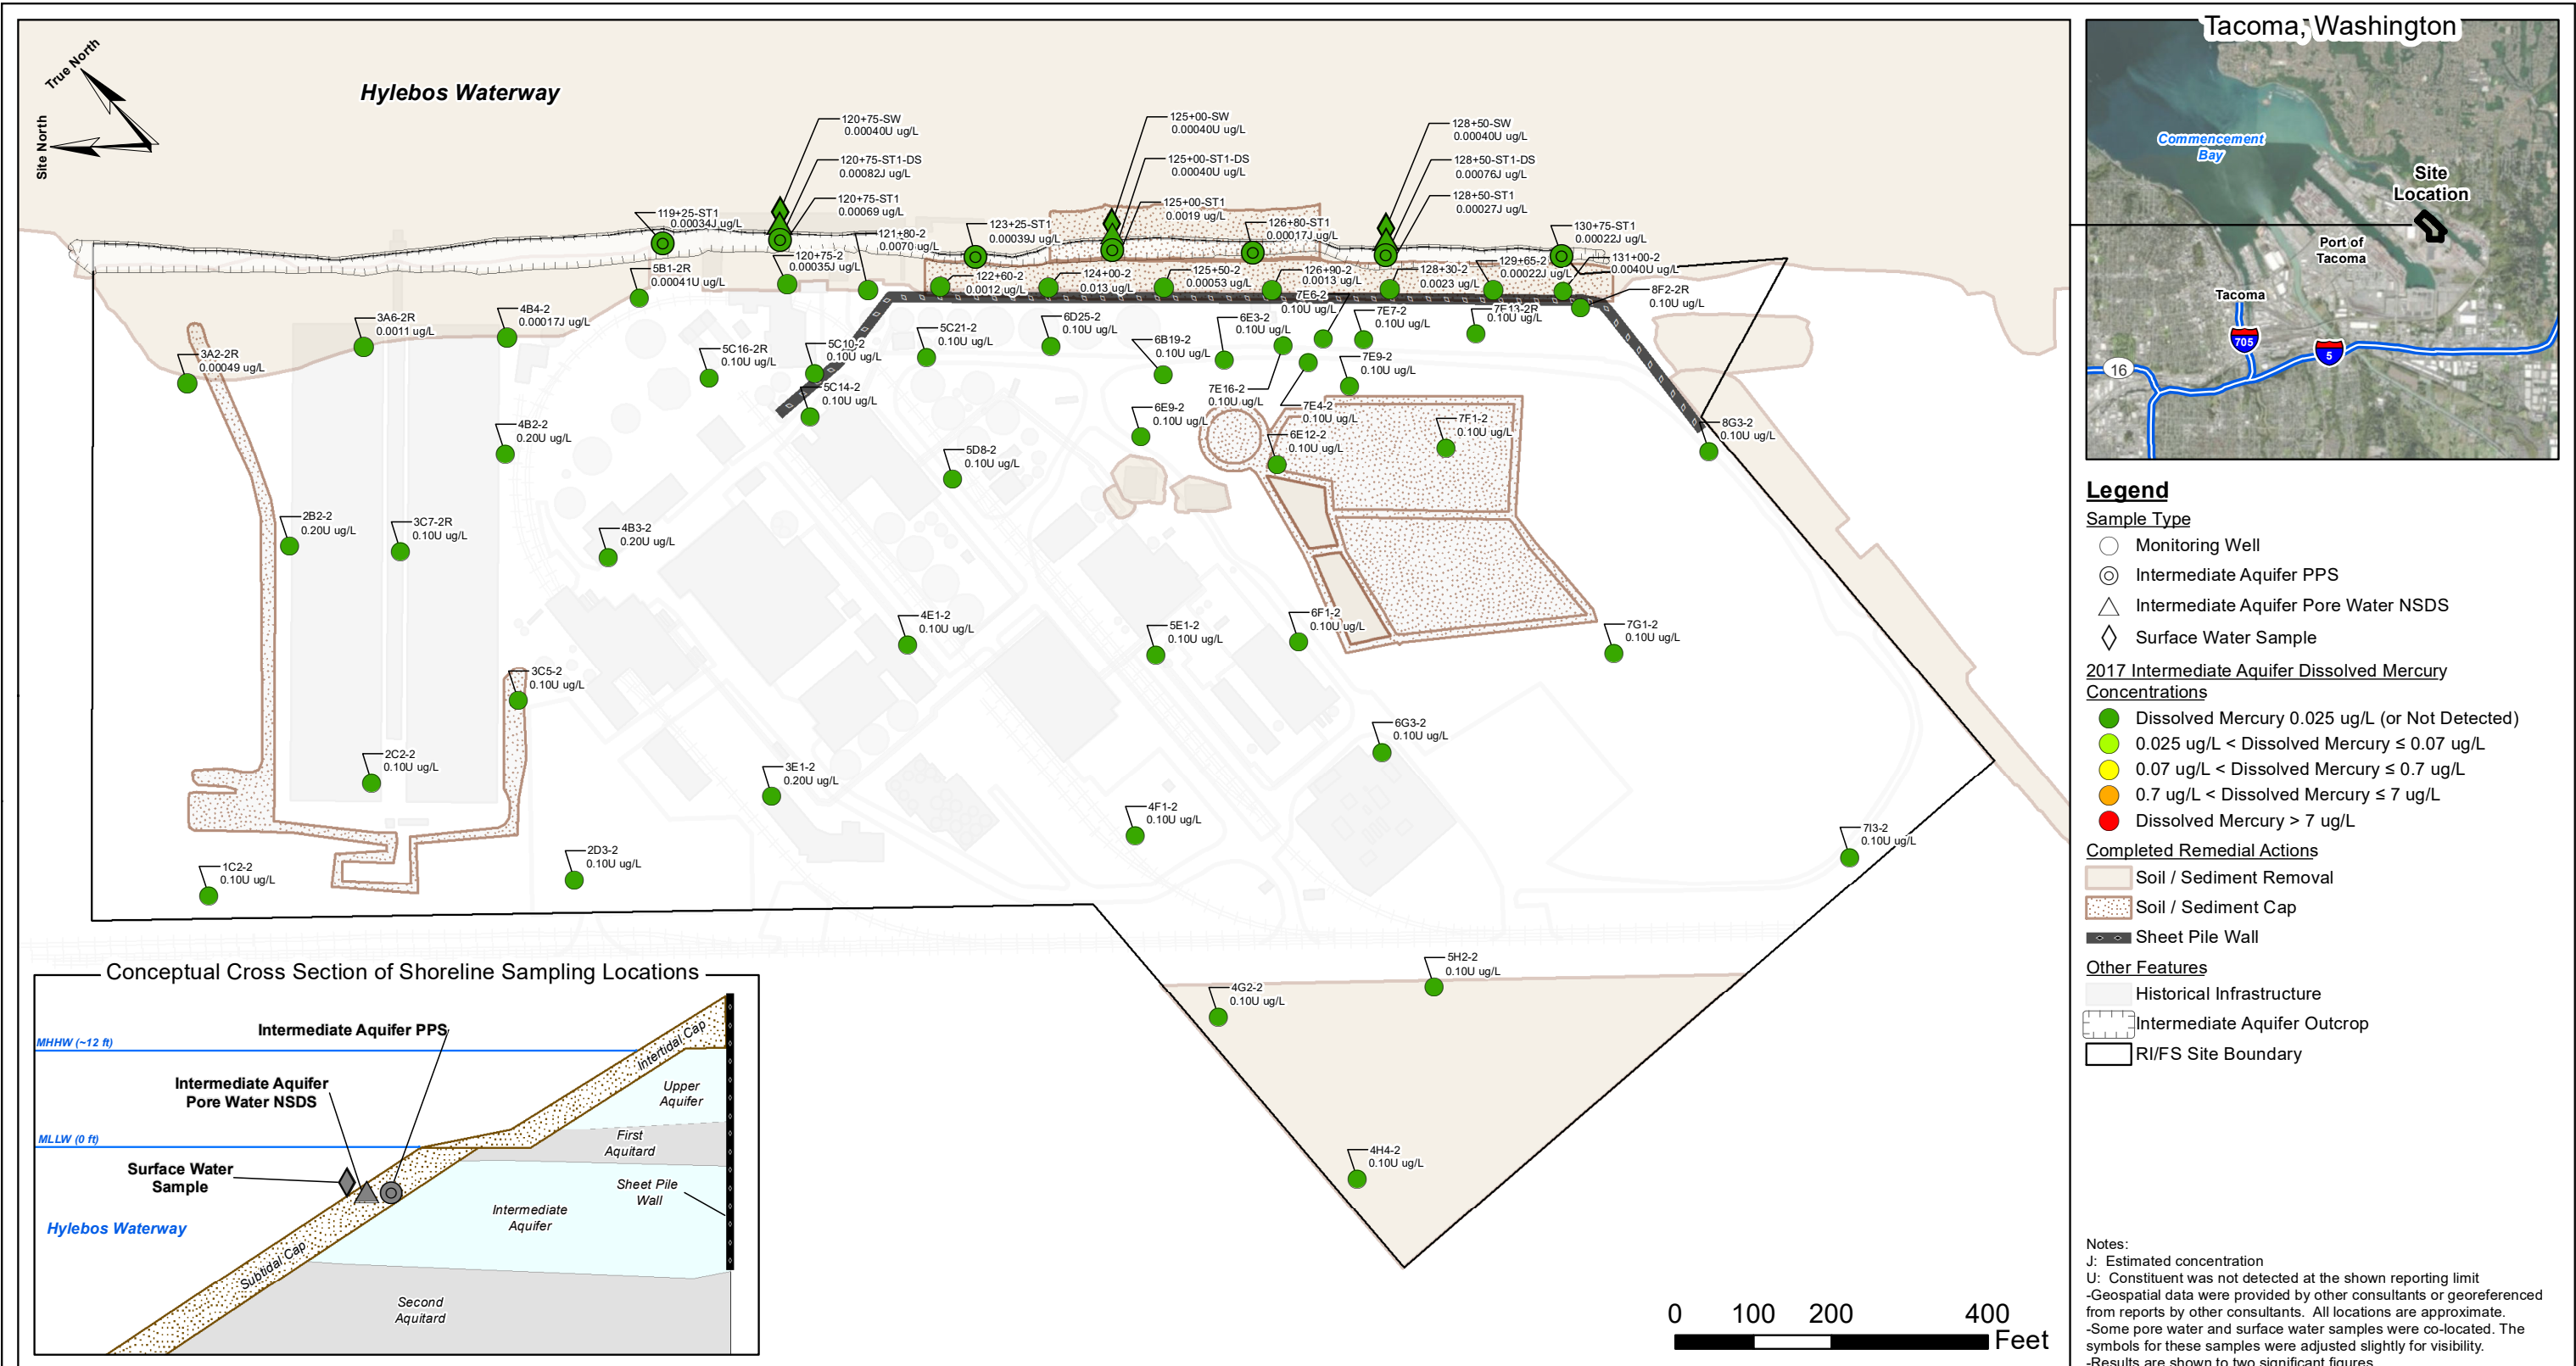 True North
Site North
Hylebos Waterway
120+75-SW
0.00040U ug/L
120+75-ST1-DS
0.00082J ug/L
120+75-ST1
0.00069 ug/L
125+00-SW
0.00040U ug/L
125+00-ST1-DS
0.00040U ug/L
125+00-ST1
0.0019 ug/L
128+50-SW
0.00040U ug/L
128+50-ST1-DS
0.00076J ug/L
128+50-ST1
0.00027J ug/L
119+25-ST1
0.00034J ug/L
121+80-2
0.0070 ug/L
123+25-ST1
0.00039J ug/L
126+80-ST1
0.00017J ug/L
130+75-ST1
0.00022J ug/L
5B1-2R
0.00041U ug/L
120+75-2
0.00035J ug/L
122+60-2
0.0012 ug/L
124+00-2
0.013 ug/L
125+50-2
0.00053 ug/L
126+90-2
0.0013 ug/L
128+30-2
0.0023 ug/L
129+65-2
0.00022J ug/L
131+00-2
0.0040U ug/L
8F2-2R
0.10U ug/L
3A2-2R
0.00049 ug/L
3A6-2R
0.0011 ug/L
4B4-2
0.00017J ug/L
5C16-2R
0.10U ug/L
5C10-2
0.10U ug/L
5C14-2
0.10U ug/L
5C21-2
0.10U ug/L
6D25-2
0.10U ug/L
6B19-2
0.10U ug/L
6E3-2
0.10U ug/L
7E6-2
0.10U ug/L
7E7-2
0.10U ug/L
7E13-2R
0.10U ug/L
7E9-2
0.10U ug/L
7E16-2
0.10U ug/L
7E4-2
0.10U ug/L
6E9-2
0.10U ug/L
6E12-2
0.10U ug/L
7F1-2
0.10U ug/L
8G3-2
0.10U ug/L
4B2-2
0.20U ug/L
5D8-2
0.10U ug/L
2B2-2
0.20U ug/L
3C7-2R
0.10U ug/L
4B3-2
0.20U ug/L
4E1-2
0.10U ug/L
5E1-2
0.10U ug/L
6F1-2
0.10U ug/L
7G1-2
0.10U ug/L
3C5-2
0.10U ug/L
2C2-2
0.10U ug/L
3E1-2
0.20U ug/L
6G3-2
0.10U ug/L
4F1-2
0.10U ug/L
7I3-2
0.10U ug/L
1C2-2
0.10U ug/L
2D3-2
0.10U ug/L
5H2-2
0.10U ug/L
4G2-2
0.10U ug/L
4H4-2
0.10U ug/L
Conceptual Cross Section of Shoreline Sampling Locations
Intermediate Aquifer PPS
MHHW (~12 ft)
Intermediate Aquifer
Pore Water NSDS
MLLW (0 ft)
Surface Water
Sample
Hylebos Waterway
Intertidal Cap
Upper
Aquifer
First
Aquitard
Sheet Pile
Wall
Intermediate
Aquifer
Subtidal Cap
Second
Aquitard
0 100 200 400
Feet
Tacoma, Washington
Commencement
Bay
Site
Location
Port of
Tacoma
Tacoma
705
5
16
Legend
Sample Type
Monitoring Well
Intermediate Aquifer PPS
Intermediate Aquifer Pore Water NSDS
Surface Water Sample
2017 Intermediate Aquifer Dissolved Mercury
Concentrations
Dissolved Mercury 0.025 ug/L (or Not Detected)
0.025 ug/L < Dissolved Mercury ≤ 0.07 ug/L
0.07 ug/L < Dissolved Mercury ≤ 0.7 ug/L
0.7 ug/L < Dissolved Mercury ≤ 7 ug/L
Dissolved Mercury > 7 ug/L
Completed Remedial Actions
Soil / Sediment Removal
Soil / Sediment Cap
Sheet Pile Wall
Other Features
Historical Infrastructure
Intermediate Aquifer Outcrop
RI/FS Site Boundary
Notes:
J: Estimated concentration
U: Constituent was not detected at the shown reporting limit
-Geospatial data were provided by other consultants or georeferenced
from reports by other consultants. All locations are approximate.
-Some pore water and surface water samples were co-located. The
symbols for these samples were adjusted slightly for visibility.
-Results are shown to two significant figures